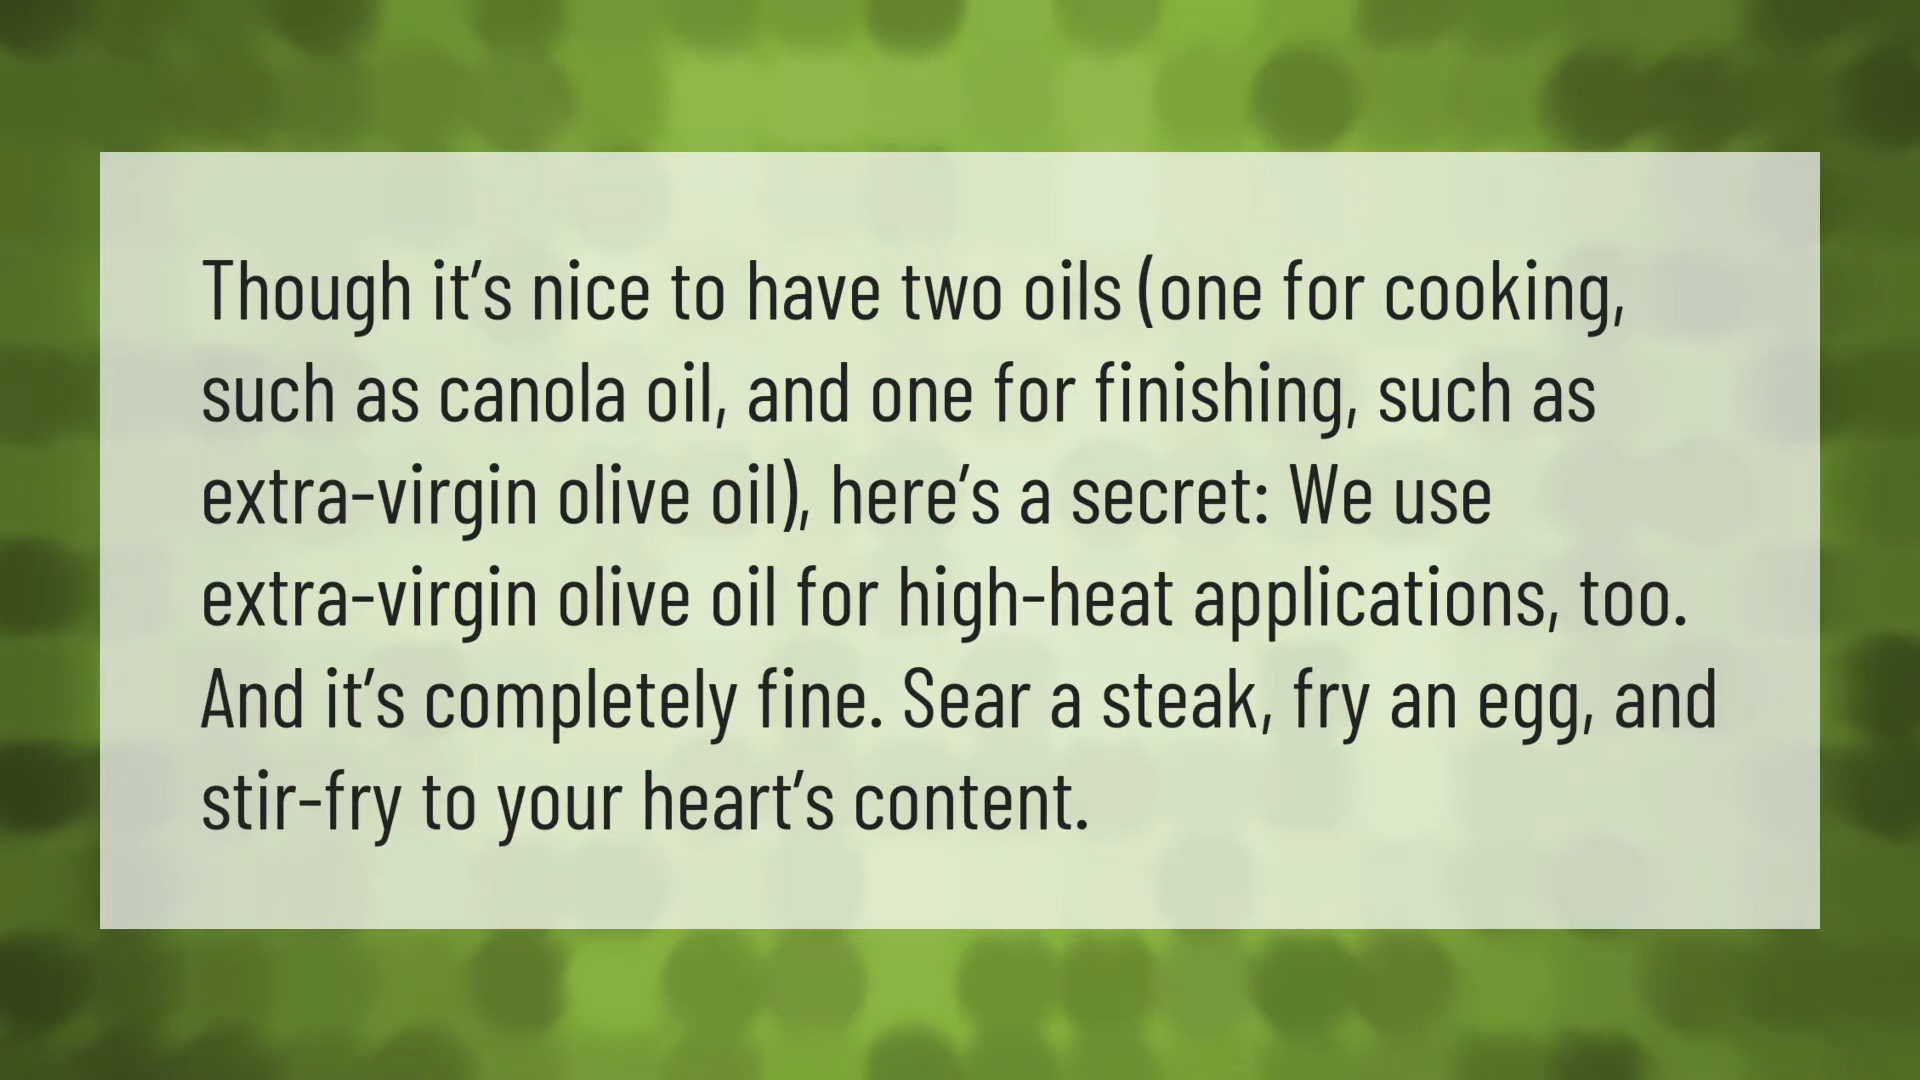 Though it’s nice to have two oils (one for cooking,
such as canola oil, and one for finishing, such as
extra-virgin olive oil), here’s a secret: We use
extra-virgin olive oil for high-heat applications, too.
And it’s completely fine. Sear a steak, fry an egg, and
stir-fry to your heart’s content.